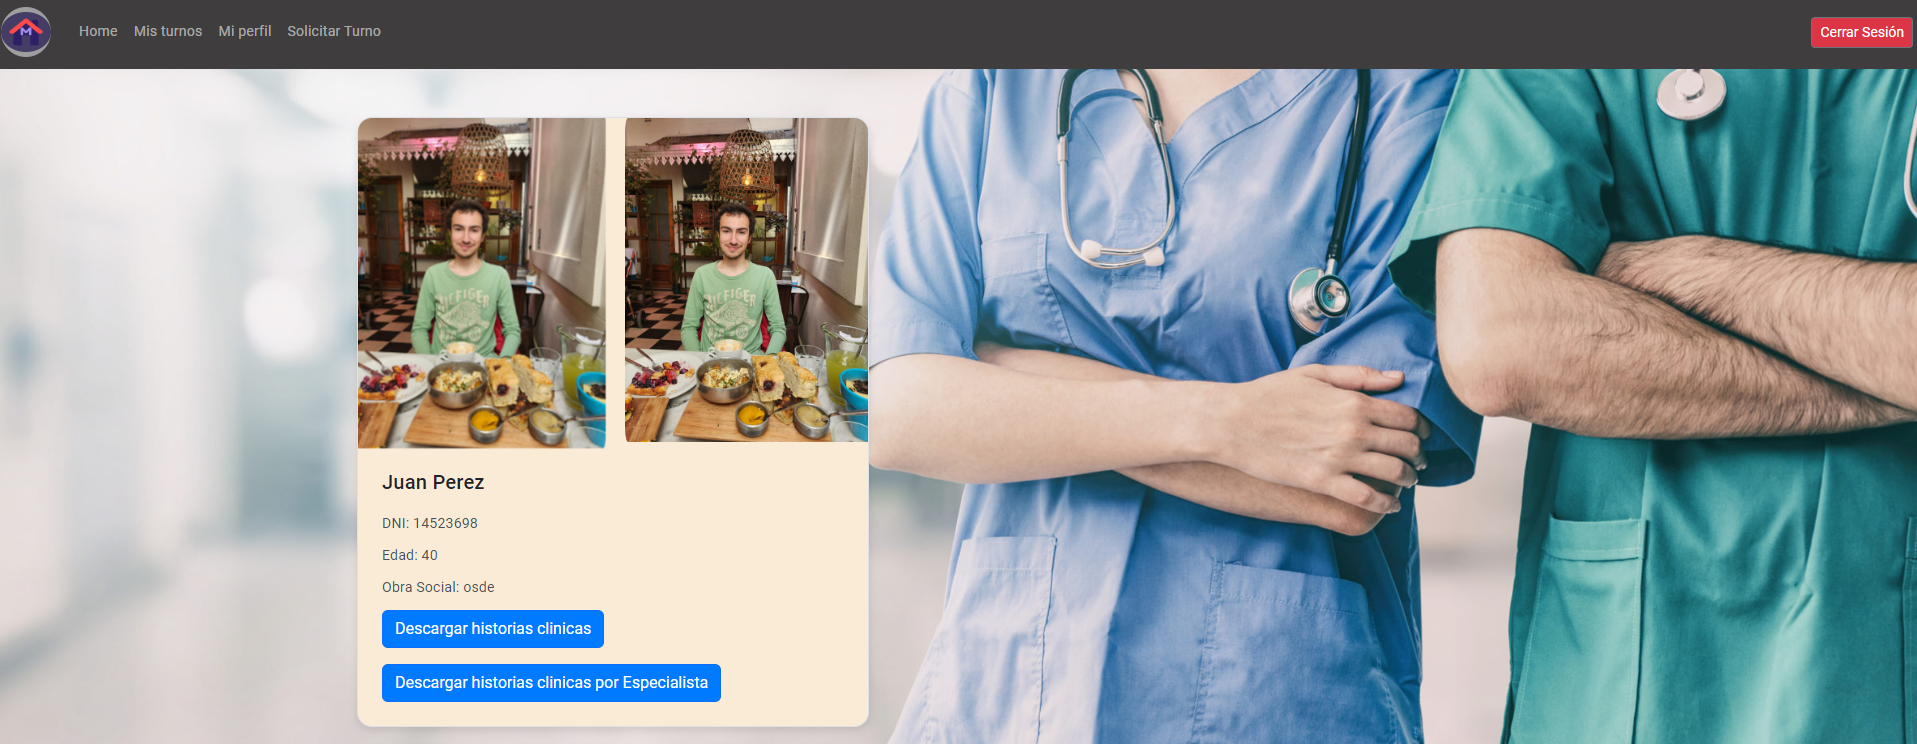 M
Home
Mis turnos
Mi perfil
Solicitar Turno
Cerrar Sesión
HILFIGER
Juan Perez
DNI: 14523698
Edad: 40
Obra Social: osde
Descargar historias clinicas
Descargar historias clinicas por Especialista